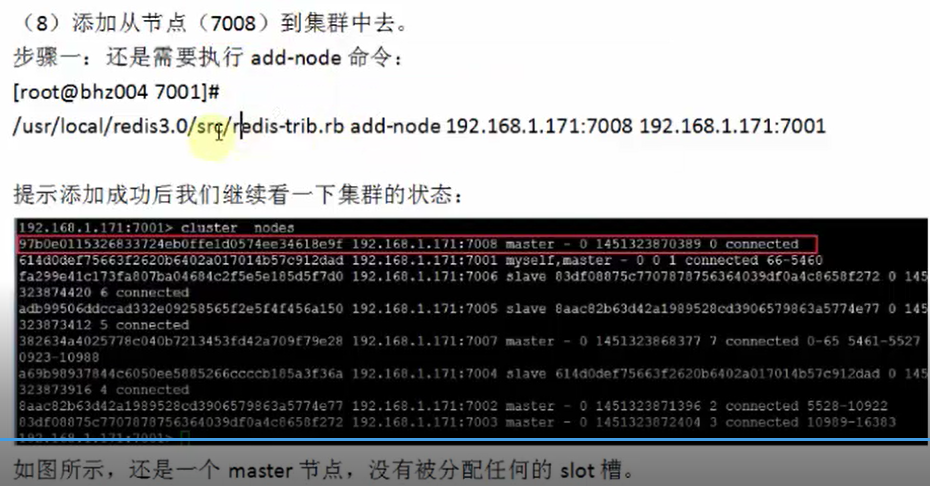 （8）添加从节点（7008）到集群中去。
步骤一：还是需要执行 add-node 命令：
[root@bhz004 7001]#
/usr/local/redis3.0/src/redis-trib.rb add-node 192.168.1.171:7008 192.168.1.171:7001
提示添加成功后我们继续看一下集群的状态：
192.168.1.171:7001> cluster  nodes
97b0e0115326833724eb0ffe1d0574ee34618e9f 192.168.1.171:7008 master - 0 1451323870389 0 connected
614d0def75663f2620b6402a017014b57c912dad 192.168.1.171:7001 myself,master - 0 0 1 connected 66-5460
fa299e41c173fa807ba04684c2f5e5e185d5f7d0 192.168.1.171:7006 slave 83df08875c7707878756364039df0a4c8658f272 0 145
323874420 6 connected
adb99506ddccad332e09258565f2e5f4f456a150 192.168.1.171:7005 slave 8aac82b63d42a1989528cd3906579863a5774e77 0 145
323873412 5 connected
382634a4025778c040b7213453fd42a709f79e28 192.168.1.171:7007 master - 0 1451323868377 7 connected 0-65 5461-5527
0923-10988
a69b98937844c6050ee5885266ccccb185a3f36a 192.168.1.171:7004 slave 614d0def75663f2620b6402a017014b57c912dad 0 145
323873916 4 connected
8aac82b63d42a1989528cd3906579863a5774e77 192.168.1.171:7002 master - 0 1451323871396 2 connected 5528-10922
83df08875c7707878756364039df0a4c8658f272 192.168.1.171:7003 master - 0 1451323872404 3 connected 10989-16383
192.168.1.171:7001>
如图所示，还是一个 master 节点，没有被分配任何的 slot 槽。